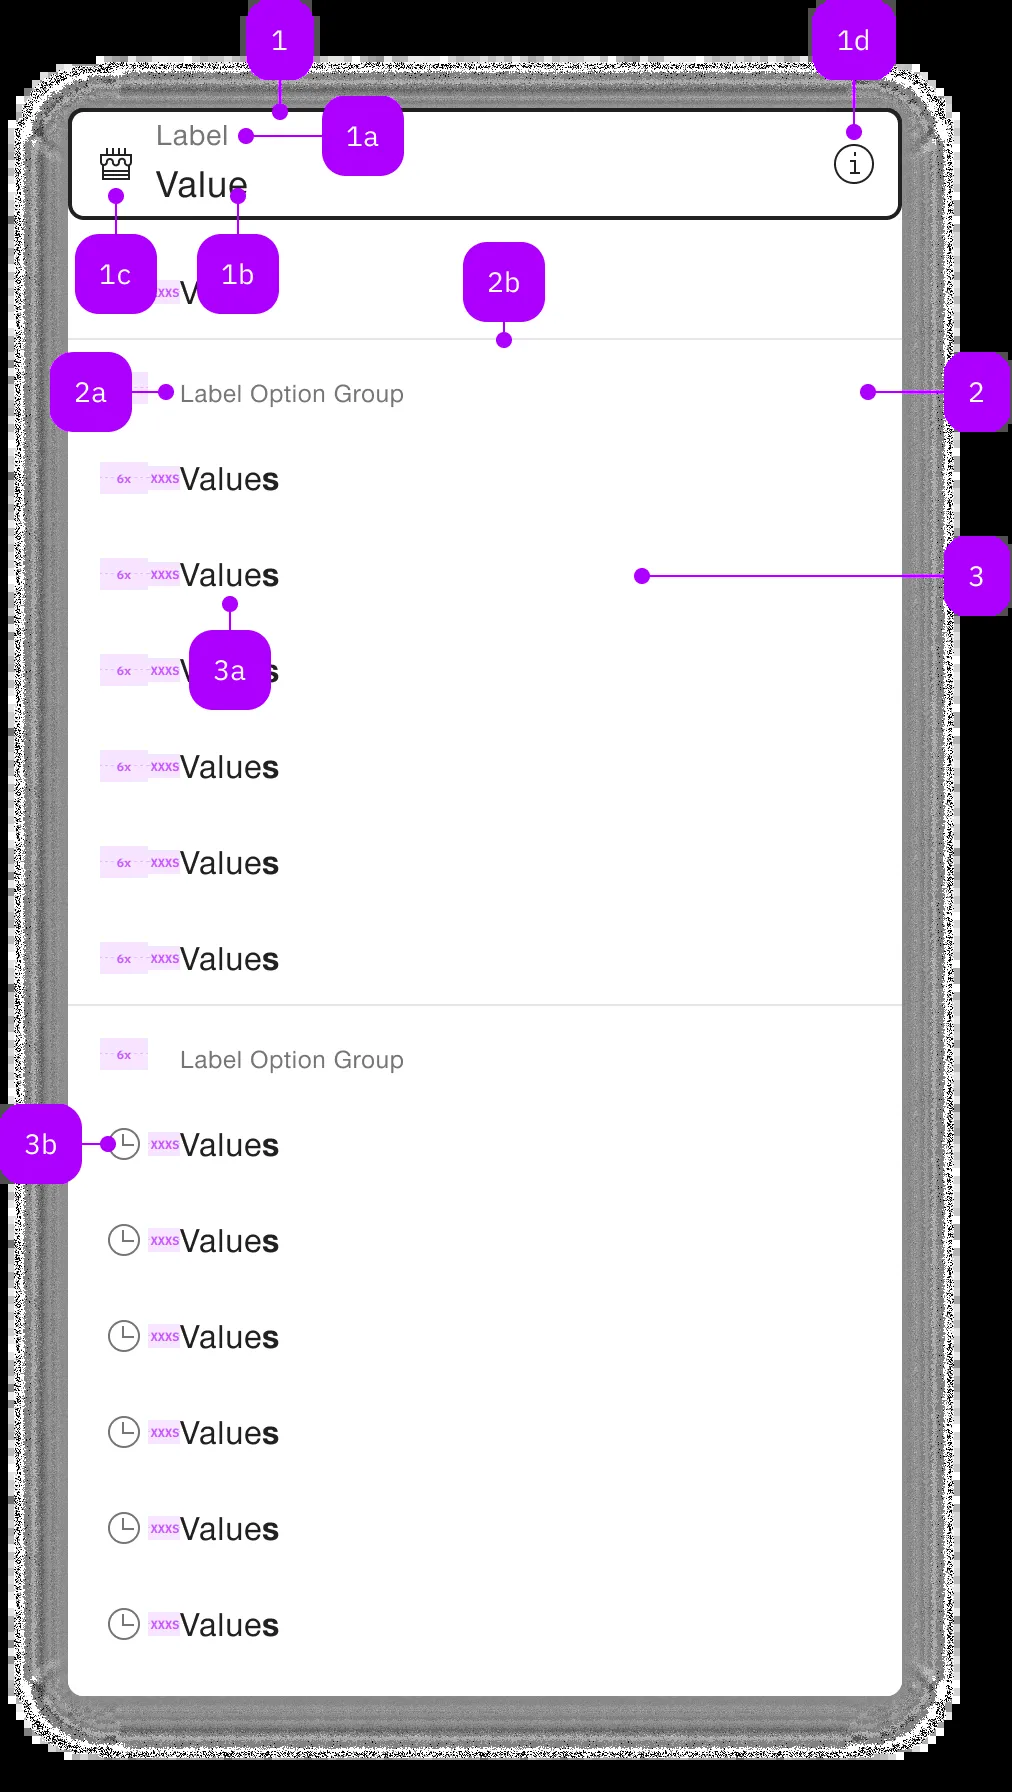 1
1d
Label
1a
Value
1c
1b
2b
2a
Label Option Group
2
6x XXXS Values
6x XXXS Values
3
6x XXXS
3a
6x XXXS Values
6x XXXS Values
6x XXXS Values
6x Label Option Group
3b
XXXS Values
XXXS Values
XXXS Values
XXXS Values
XXXS Values
XXXS Values